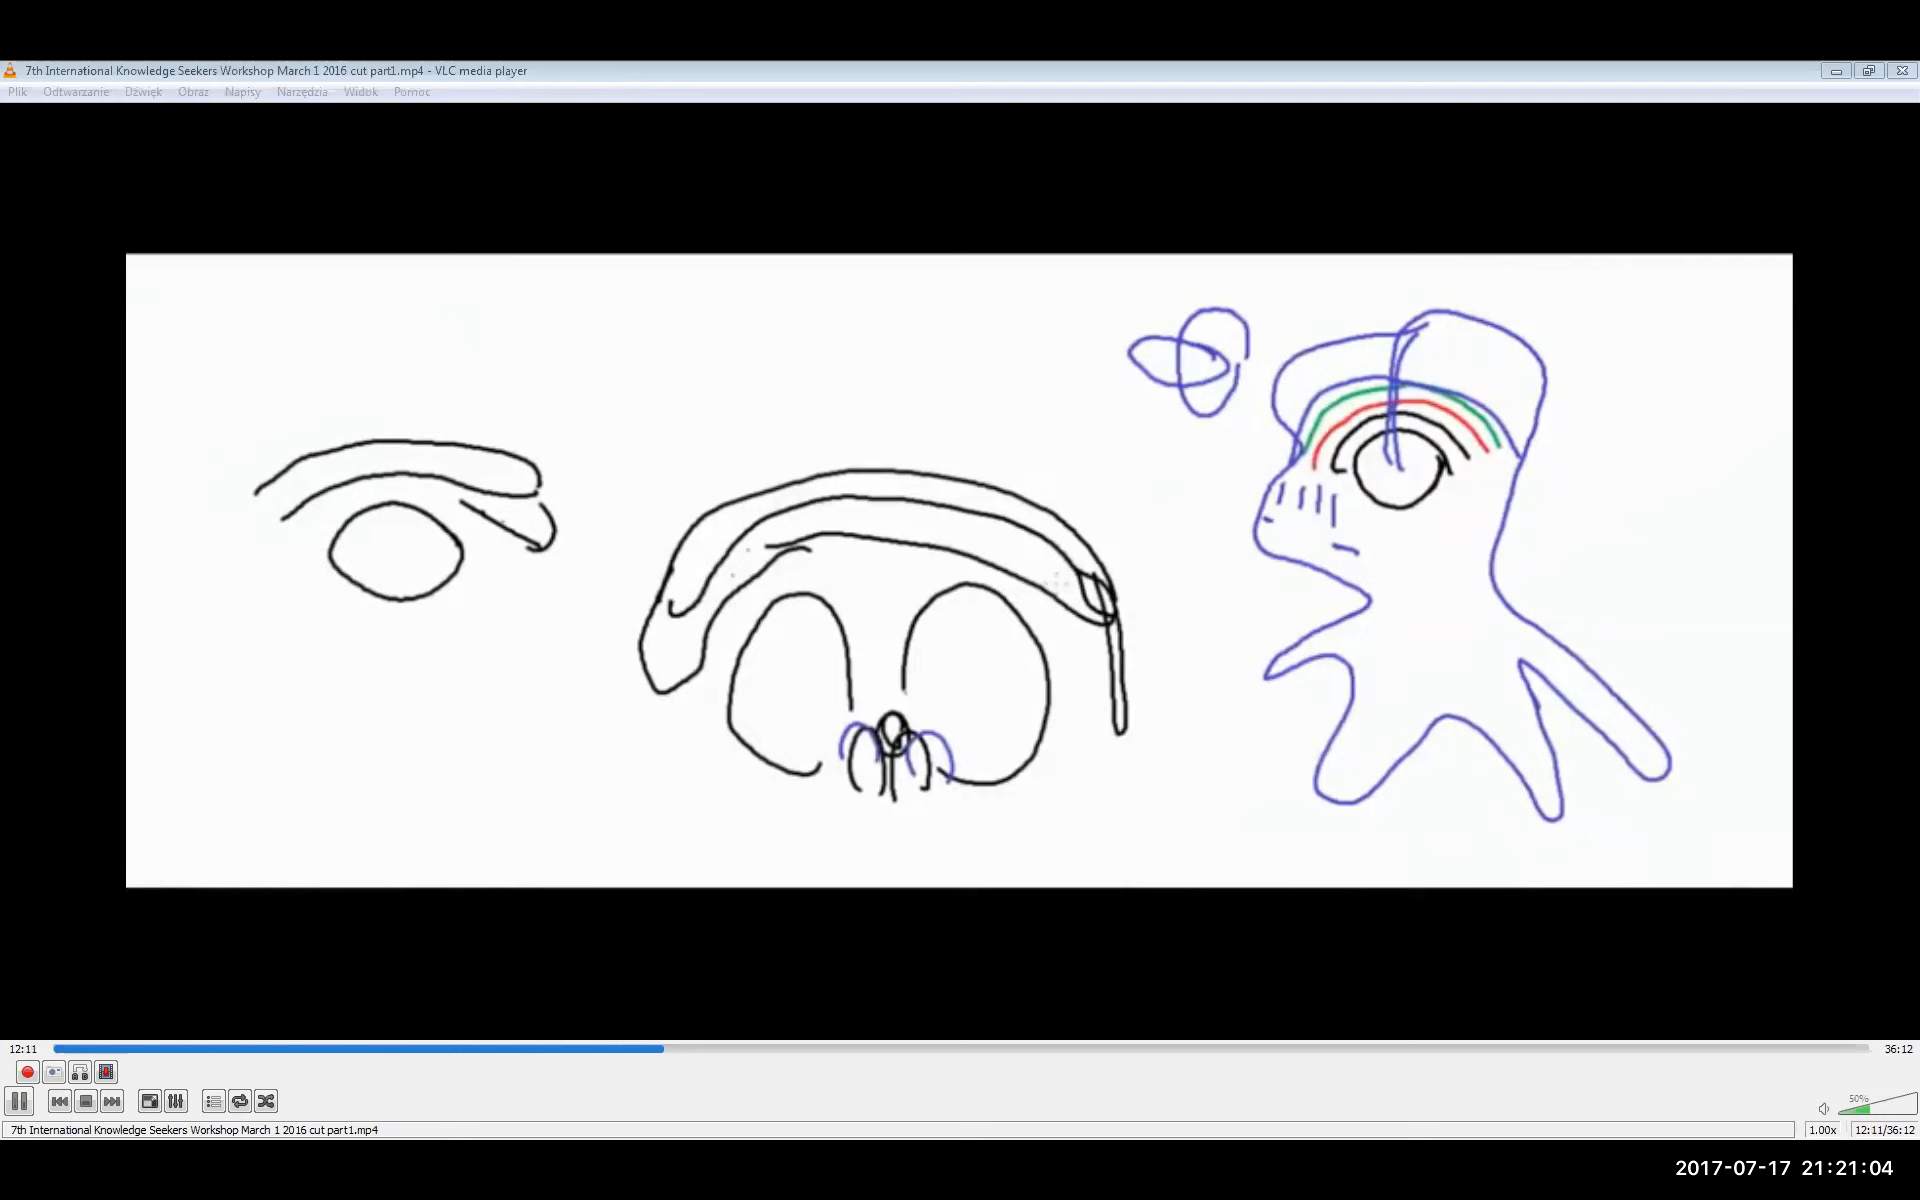 7th International Knowledge Seekers Workshop March 1 2016 cut part1.mp4 - VLC media player
Plik Odtwarzanie Dźwięk Obraz Napisy Narzędzia Widok Pomoc
12:11 36:12
50%
7th International Knowledge Seekers Workshop March 1 2016 cut part1.mp4 1.00x 12:11/36:12
2017-07-17 21:21:04